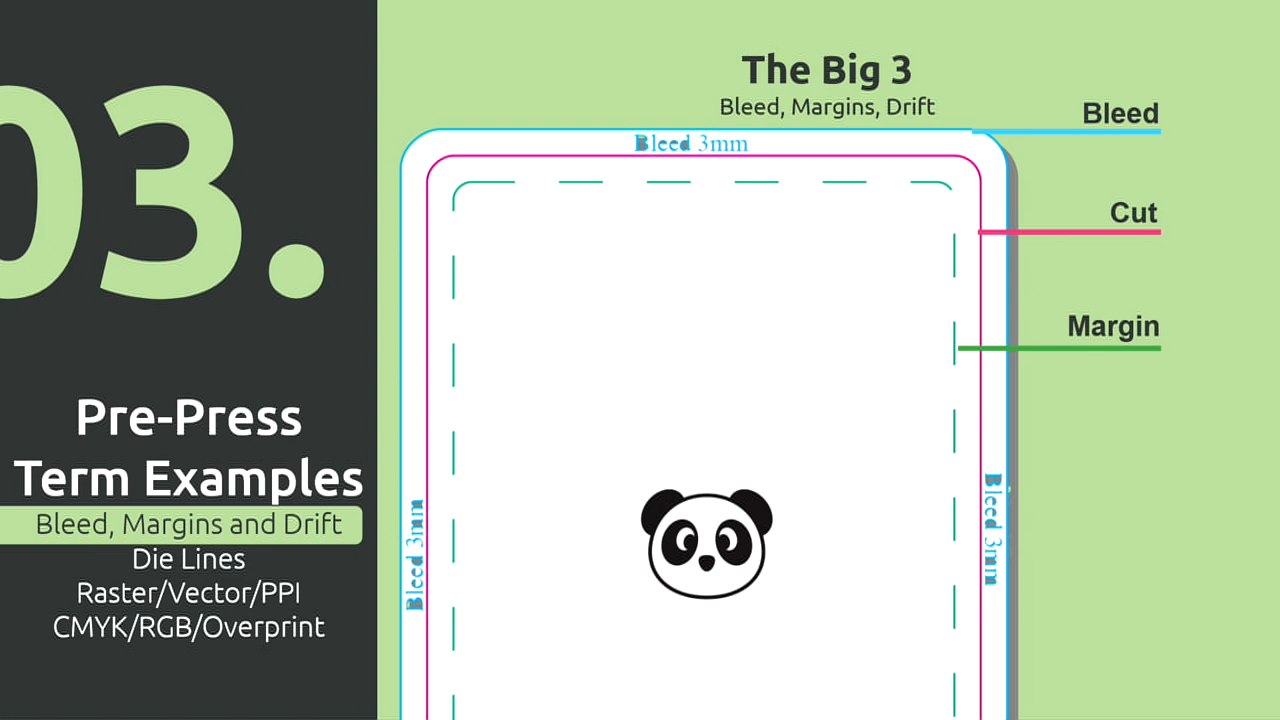 03.
Pre-Press
Term Examples
Bleed, Margins and Drift
Die Lines
Raster/Vector/PPI
CMYK/RGB/Overprint
The Big 3
Bleed, Margins, Drift
Bleed
Cut
Margin
Bleed 3mm
Bleed 3mm
Bleed 3mm